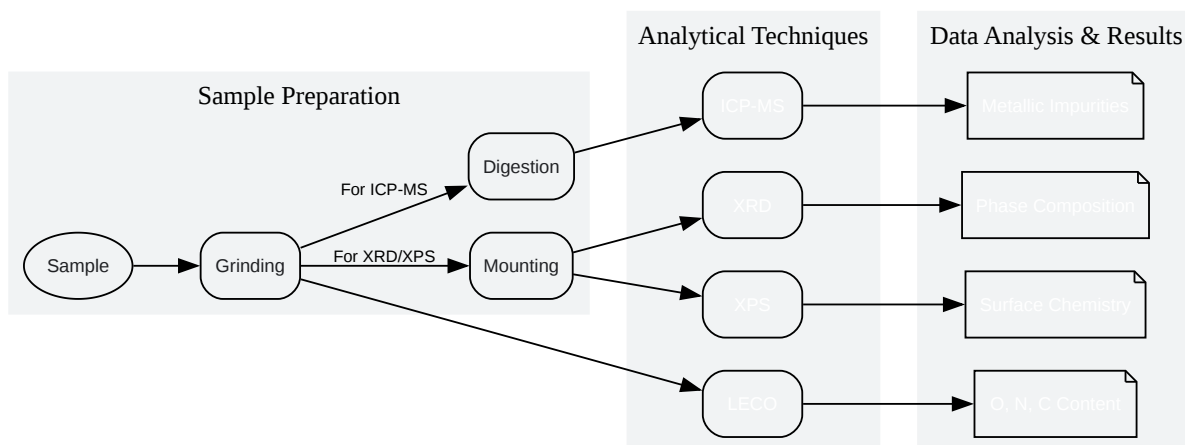 Analytical Techniques
Data Analysis & Results
Sample Preparation
ICP-MS
Metallic Impurities
Digestion
For ICP-MS
XRD
Phase Composition
Sample
Grinding
For XRD/XPS
Mounting
XPS
Surface Chemistry
LECO
O, N, C Content